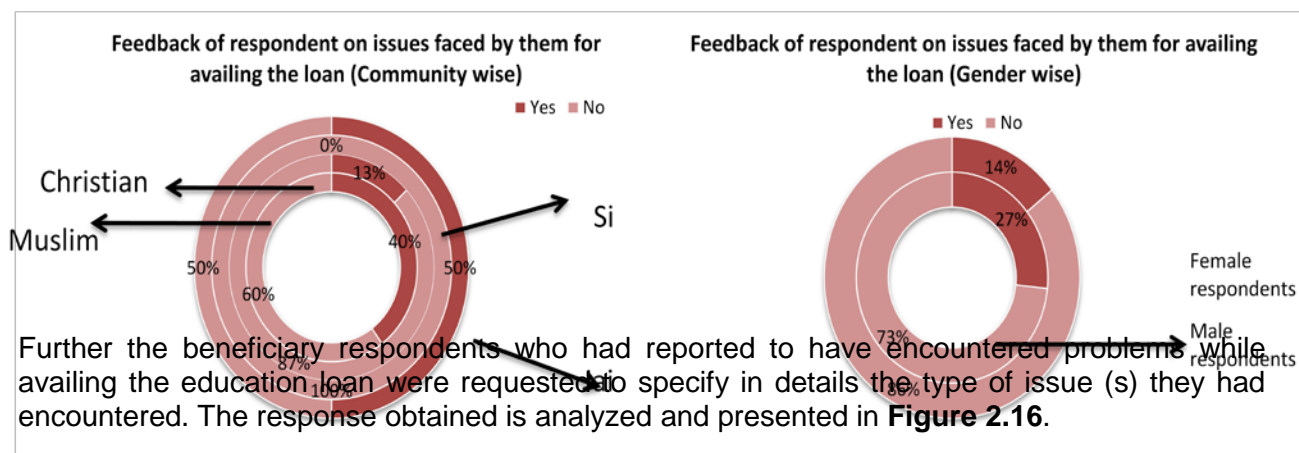 Feedback of respondent on issues faced by them for
availing the loan (Community wise)
Yes No
0%
13%
Christian
Muslim
Si
40%
50%
50%
60%
87%
100%
Feedback of respondent on issues faced by them for availing
the loan (Gender wise)
Yes No
14%
27%
Female
respondents
Male
respondents
73%
86%
Further the beneficiary respondents who had reported to have encountered problems while
availing the education loan were requested to specify in details the type of issue (s) they had
encountered. The response obtained is analyzed and presented in Figure 2.16.